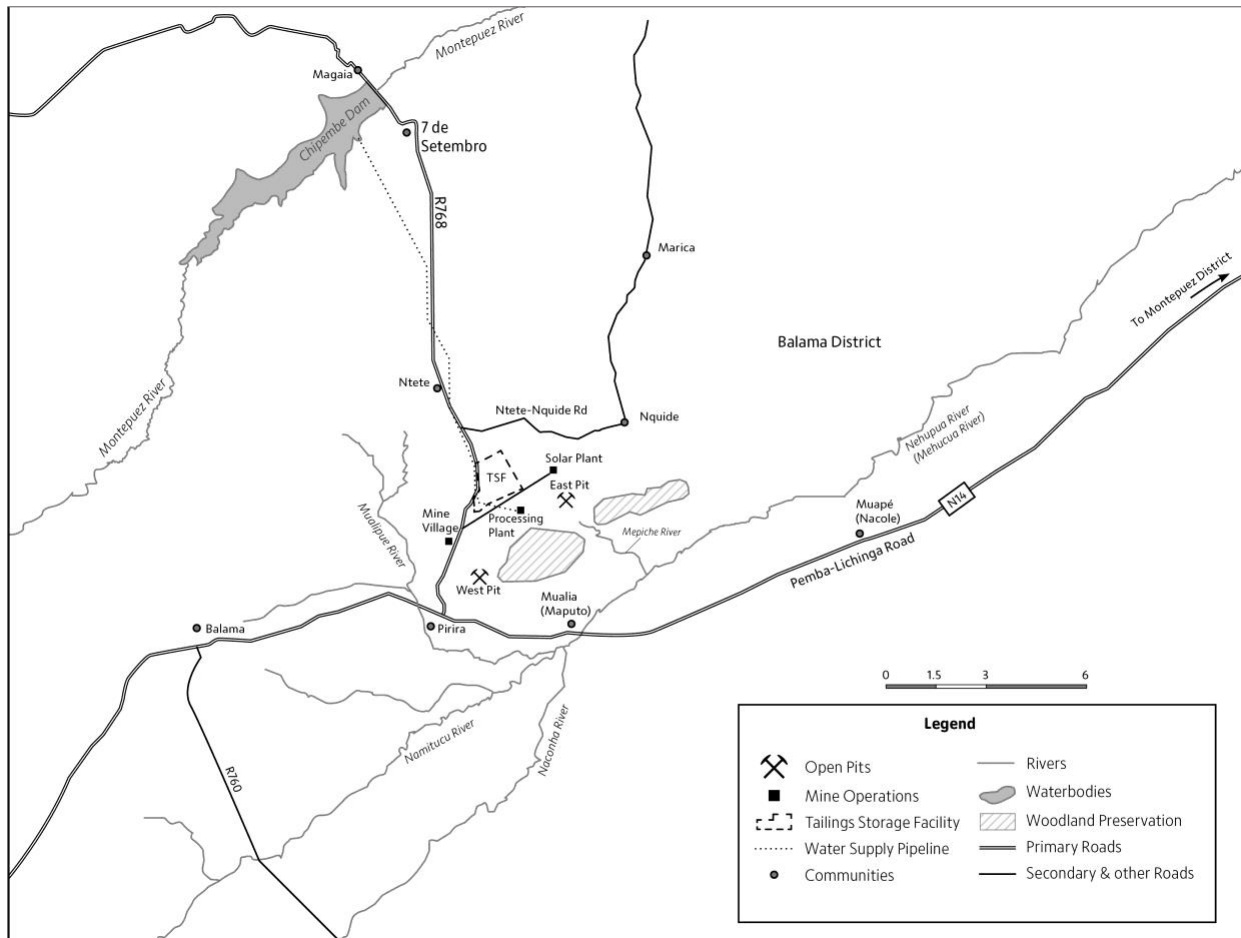 Montepuez River
Magaia
Chipembe Dam
7 de
Setembro
R768
Marica
To Montepuez District
Balama District
Montepuez River
Ntete
Ntete-Nquide Rd
Nquide
Nehupua River
(Mehucua River)
Solar Plant
TSF
East Pit
N14
Mine
Village
Processing
Plant
Muapé
(Nacole)
Mualipue River
Mepiche River
Pemba-Lichinga Road
West Pit
Mualia
(Maputo)
Balama
Pirira
Namitucu River
Naconha River
R760
0 1.5 3 6
Legend
Open Pits
Mine Operations
Tailings Storage Facility
Water Supply Pipeline
Communities
Rivers
Waterbodies
Woodland Preservation
Primary Roads
Secondary & other Roads